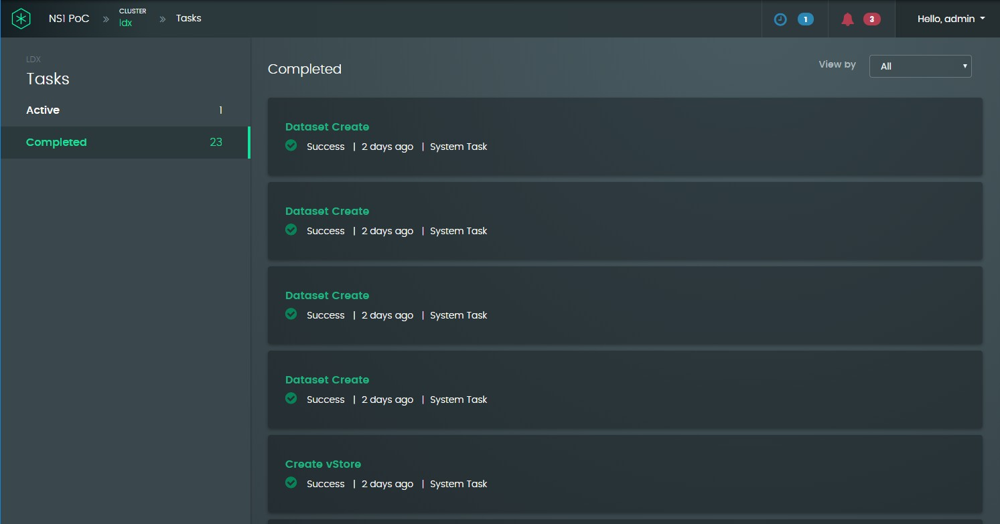 NS1 PoC » CLUSTER » Tasks 1 3 Hello, admin
ldx
LDX
Tasks
Active 1
Completed 23
Completed View by All
Dataset Create
Success | 2 days ago | System Task
Dataset Create
Success | 2 days ago | System Task
Dataset Create
Success | 2 days ago | System Task
Dataset Create
Success | 2 days ago | System Task
Create vStore
Success | 2 days ago | System Task